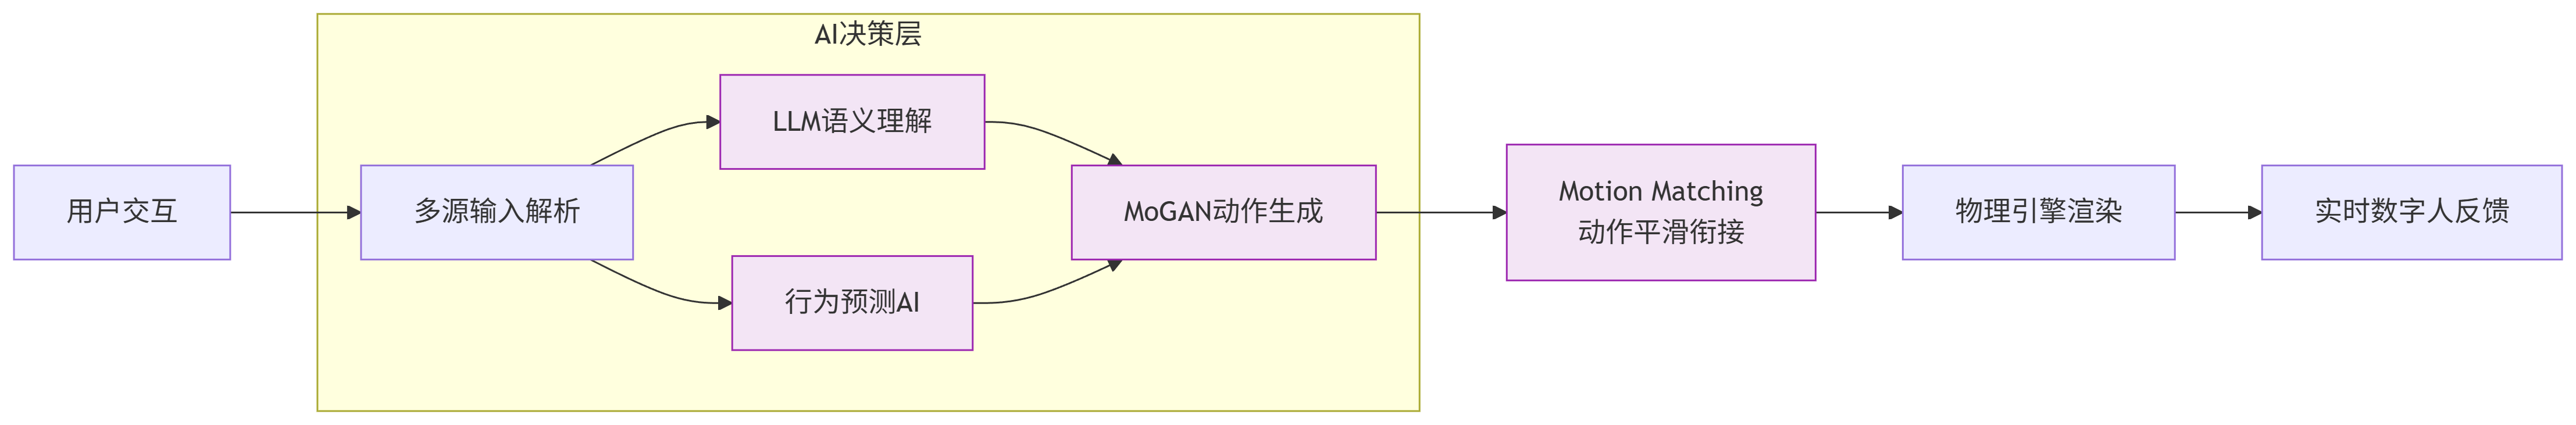 AI决策层
用户交互
多源输入解析
LLM语义理解
行为预测AI
MoGAN动作生成
Motion Matching
动作平滑衔接
物理引擎渲染
实时数字人反馈